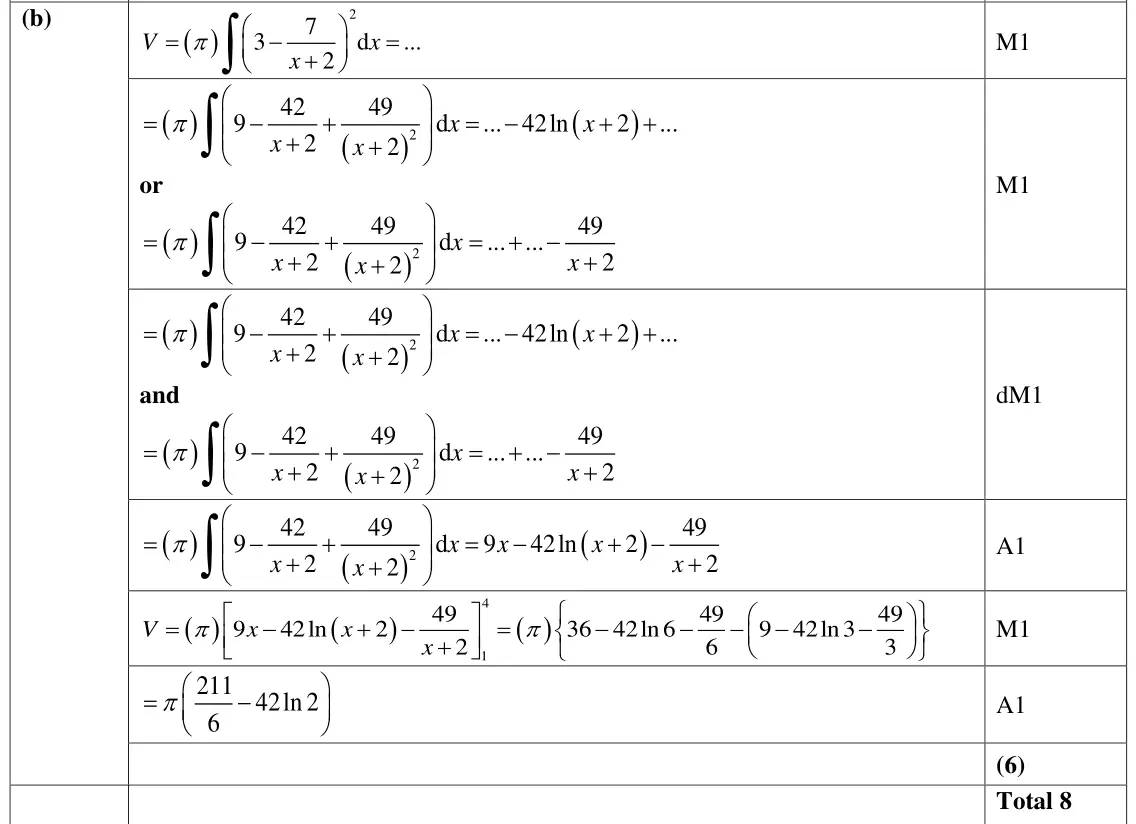 (b) V = (π) ∫ (3 − 7/(x + 2))² dx = ... M1
= (π) ∫ (9 − 42/(x + 2) + 49/(x + 2)²) dx = ... − 42 ln (x + 2) + ...
or M1
= (π) ∫ (9 − 42/(x + 2) + 49/(x + 2)²) dx = ... + ... − 49/(x + 2)
= (π) ∫ (9 − 42/(x + 2) + 49/(x + 2)²) dx = ... − 42 ln (x + 2) + ...
and dM1
= (π) ∫ (9 − 42/(x + 2) + 49/(x + 2)²) dx = ... + ... − 49/(x + 2)
= (π) ∫ (9 − 42/(x + 2) + 49/(x + 2)²) dx = 9x − 42 ln (x + 2) − 49/(x + 2) A1
V = (π) [9x − 42 ln (x + 2) − 49/(x + 2)]₁⁴ = (π) {36 − 42 ln 6 − 49/6 − (9 − 42 ln 3 − 49/3)} M1
= π (211/6 − 42 ln 2) A1
(6)
Total 8